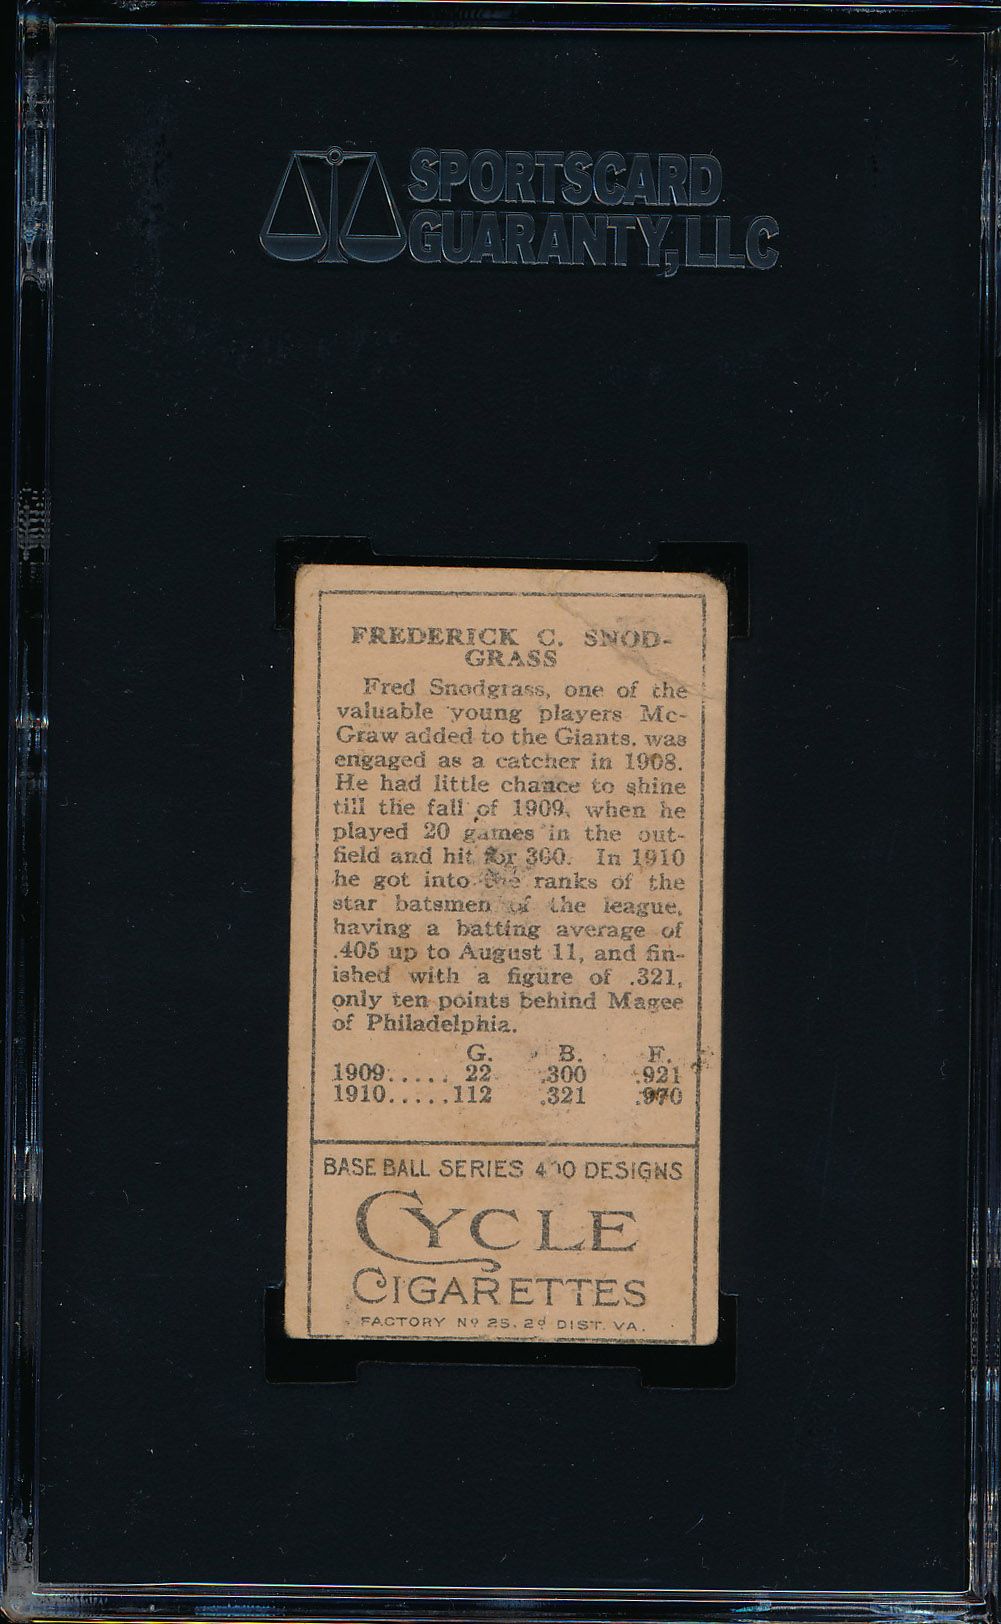 SPORTSCARD
GUARANTY, LLC
FREDERICK C. SNOD-
GRASS
Fred Snodgrass, one of the
valuable young players Mc-
Graw added to the Giants, was
engaged as a catcher in 1908.
He had little chance to shine
till the fall of 1909, when he
played 20 games in the out-
field and hit for 300. In 1910
he got into the ranks of the
star batsmen of the league,
having a batting average of
.405 up to August 11, and fin-
ished with a figure of .321,
only ten points behind Magee
of Philadelphia.
G. B. F.
1909..... 22 .300 .921
1910.....112 .321 .970
BASE BALL SERIES 400 DESIGNS
CYCLE
CIGARETTES
FACTORY Nº 25. 2d DIST. VA.